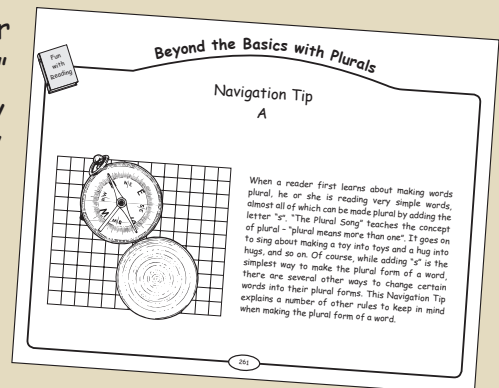 Beyond the Basics with Plurals
Fun
with
Reading
Navigation Tip
A
When a reader first learns about making words
plural, he or she is reading very simple words,
almost all of which can be made plural by adding the
letter "s". "The Plural Song" teaches the concept
of plural – "plural means more than one". It goes on
to sing about making a toy into toys and a hug into
hugs, and so on. Of course, while adding "s" is the
simplest way to make the plural form of a word,
there are several other ways to change certain
words into their plural forms. This Navigation Tip
explains a number of other rules to keep in mind
when making the plural form of a word.
261